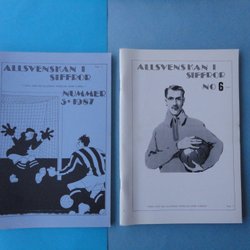 ALLSVENSKAN I
SIFFROR
NUMMER
5 • 1987
ALLSVENSKAN I
SIFFROR
NO 6